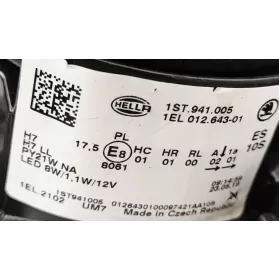 HELLA
1ST.941.005
1EL 012.643-01
H7
H7 LL
PY21W NA
LED 8W/1.1W/12V
17.5
PL
E8
8061
HC HR RL A 1a
01 01 00 02 01
ES
10S
1EL.2102
1ST941005
UM7
Made in Czech Republic